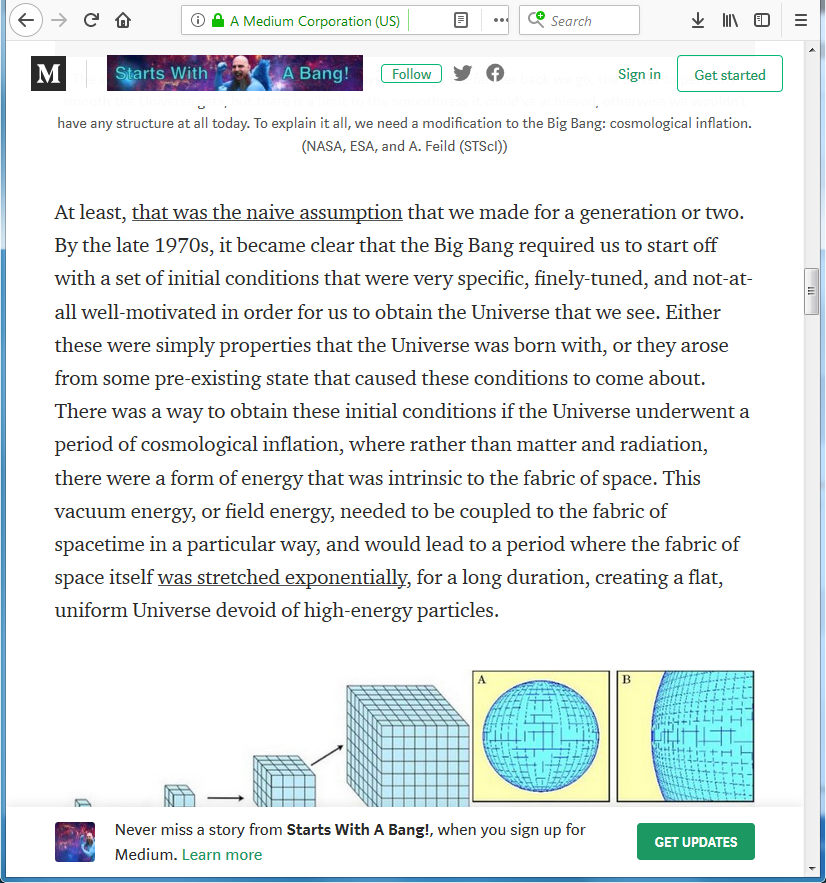 A Medium Corporation (US)
Search
M
Starts With A Bang!
Follow
Sign in
Get started
have any structure at all today. To explain it all, we need a modification to the Big Bang: cosmological inflation.
(NASA, ESA, and A. Feild (STScI))
At least, that was the naive assumption that we made for a generation or two.
By the late 1970s, it became clear that the Big Bang required us to start off
with a set of initial conditions that were very specific, finely-tuned, and not-at-
all well-motivated in order for us to obtain the Universe that we see. Either
these were simply properties that the Universe was born with, or they arose
from some pre-existing state that caused these conditions to come about.
There was a way to obtain these initial conditions if the Universe underwent a
period of cosmological inflation, where rather than matter and radiation,
there were a form of energy that was intrinsic to the fabric of space. This
vacuum energy, or field energy, needed to be coupled to the fabric of
spacetime in a particular way, and would lead to a period where the fabric of
space itself was stretched exponentially, for a long duration, creating a flat,
uniform Universe devoid of high-energy particles.
A
B
Never miss a story from Starts With A Bang!, when you sign up for
Medium. Learn more
GET UPDATES